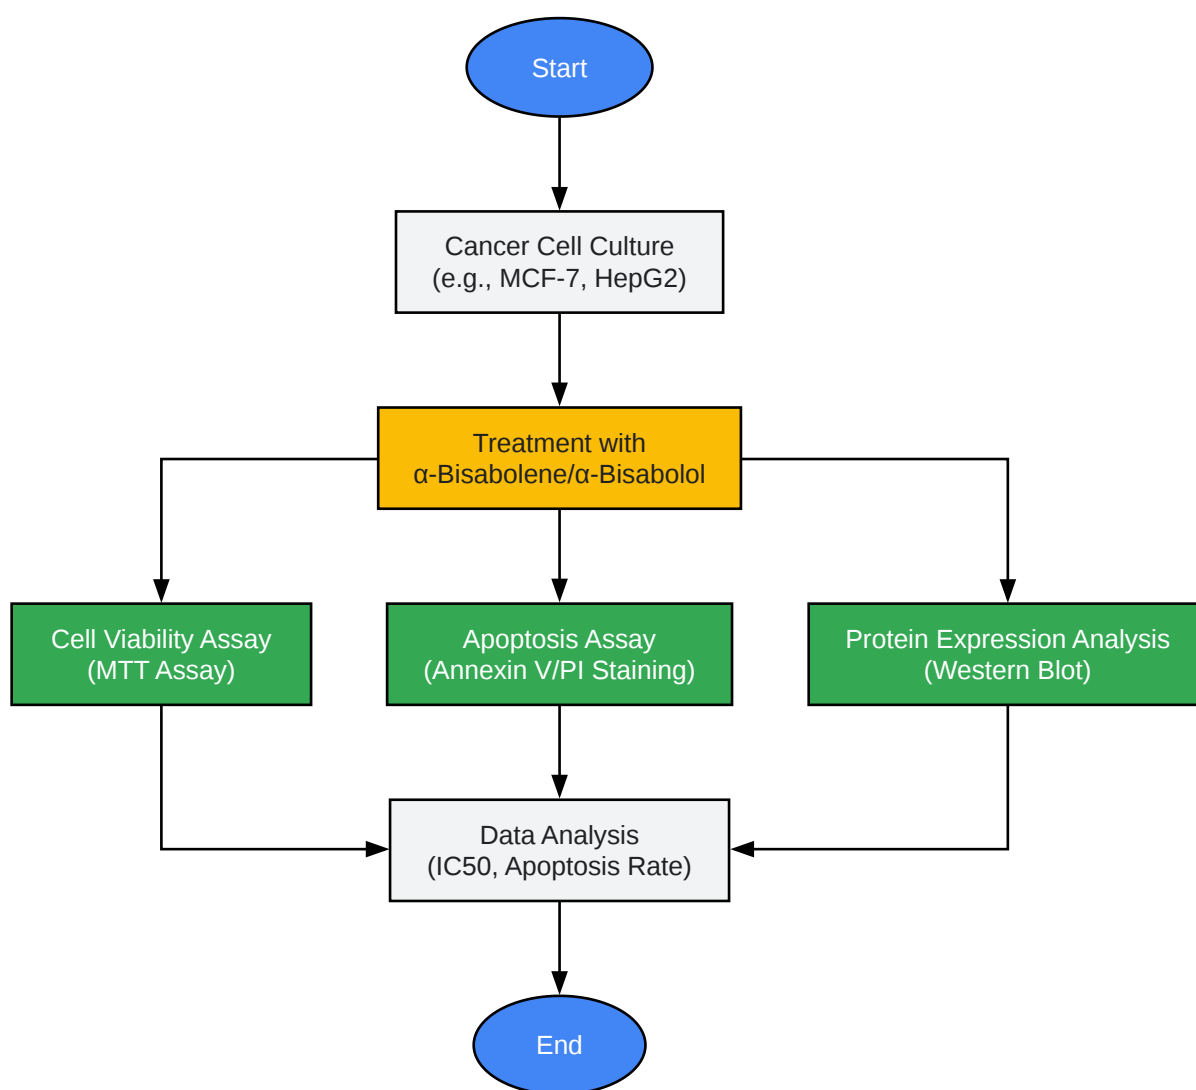 Start
Cancer Cell Culture
(e.g., MCF-7, HepG2)
Treatment with
α-Bisabolene/α-Bisabolol
Cell Viability Assay
(MTT Assay)
Apoptosis Assay
(Annexin V/PI Staining)
Protein Expression Analysis
(Western Blot)
Data Analysis
(IC50, Apoptosis Rate)
End